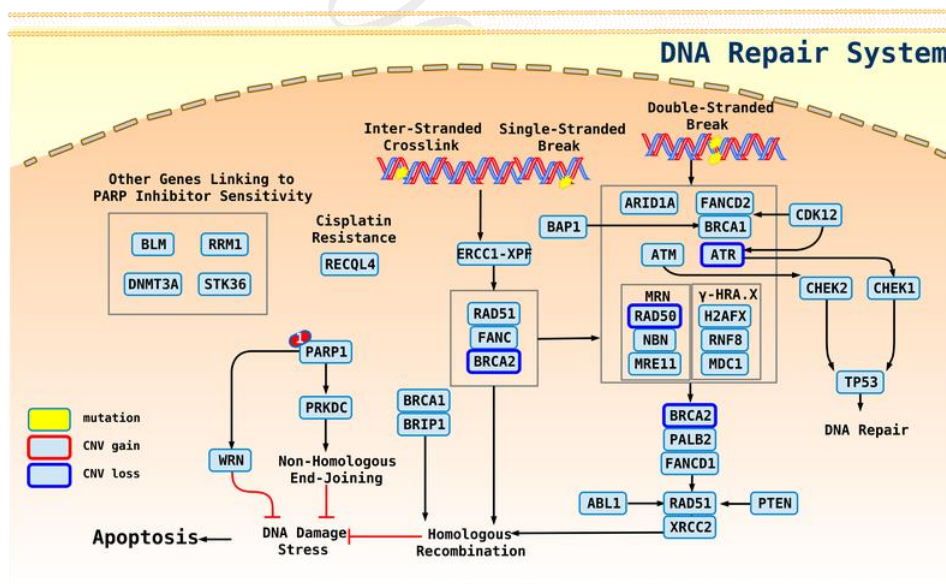 DNA Repair System
Double-Stranded
Break
Inter-Stranded
Crosslink
Single-Stranded
Break
Other Genes Linking to
PARP Inhibitor Sensitivity
BLM
RRM1
DNMT3A
STK36
Cisplatin
Resistance
RECQL4
ERCC1-XPF
RAD51
FANC
BRCA2
BAP1
ARID1A
FANCD2
BRCA1
CDK12
ATM
ATR
CHEK2
CHEK1
MRN
RAD50
NBN
MRE11
γ-HRA.X
H2AFX
RNF8
MDC1
TP53
DNA Repair
PARP1
PRKDC
WRN
Non-Homologous
End-Joining
BRCA1
BRIP1
BRCA2
PALB2
FANCD1
ABL1
RAD51
PTEN
XRCC2
mutation
CNV gain
CNV loss
Apoptosis
DNA Damage
Stress
Homologous
Recombination